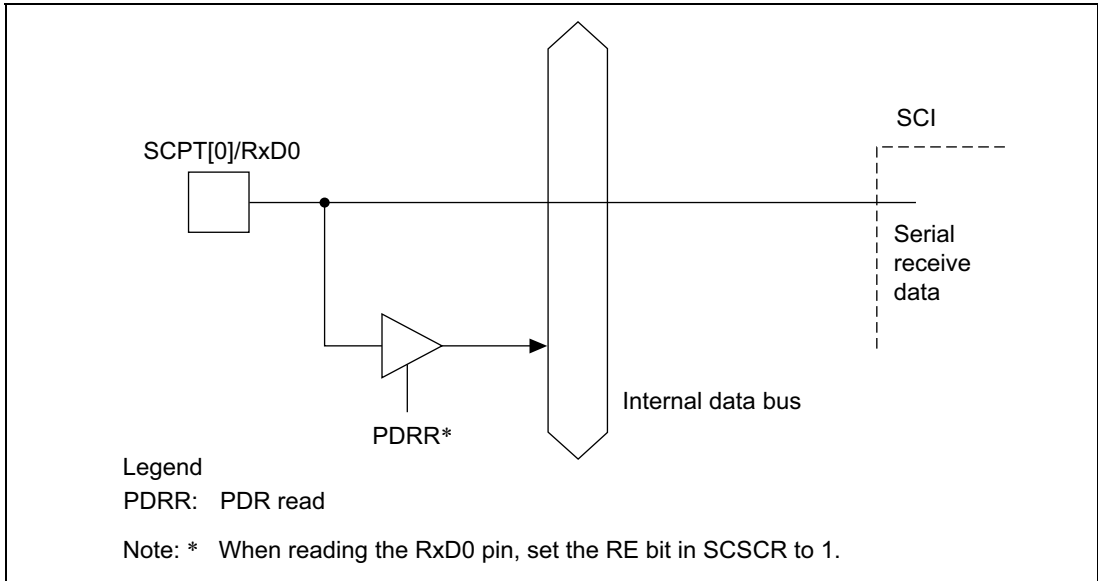 SCI
SCPT[0]/RxD0
Serial
receive
data
Internal data bus
PDRR*
Legend
PDRR: PDR read
Note: * When reading the RxD0 pin, set the RE bit in SCSCR to 1.